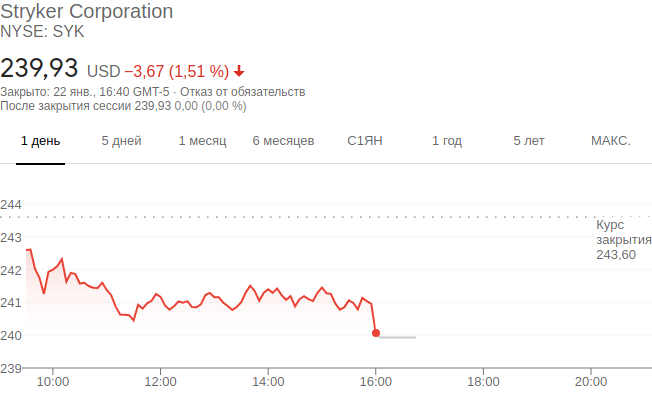 Stryker Corporation
NYSE: SYK
239,93 USD −3,67 (1,51 %)
Закрыто: 22 янв., 16:40 GMT-5 · Отказ от обязательств
После закрытия сессии 239,93 0,00 (0,00 %)
1 день 5 дней 1 месяц 6 месяцев С1ЯН 1 год 5 лет МАКС.
244
Курс
закрытия
243,60
243
242
241
240
239
10:00 12:00 14:00 16:00 18:00 20:00